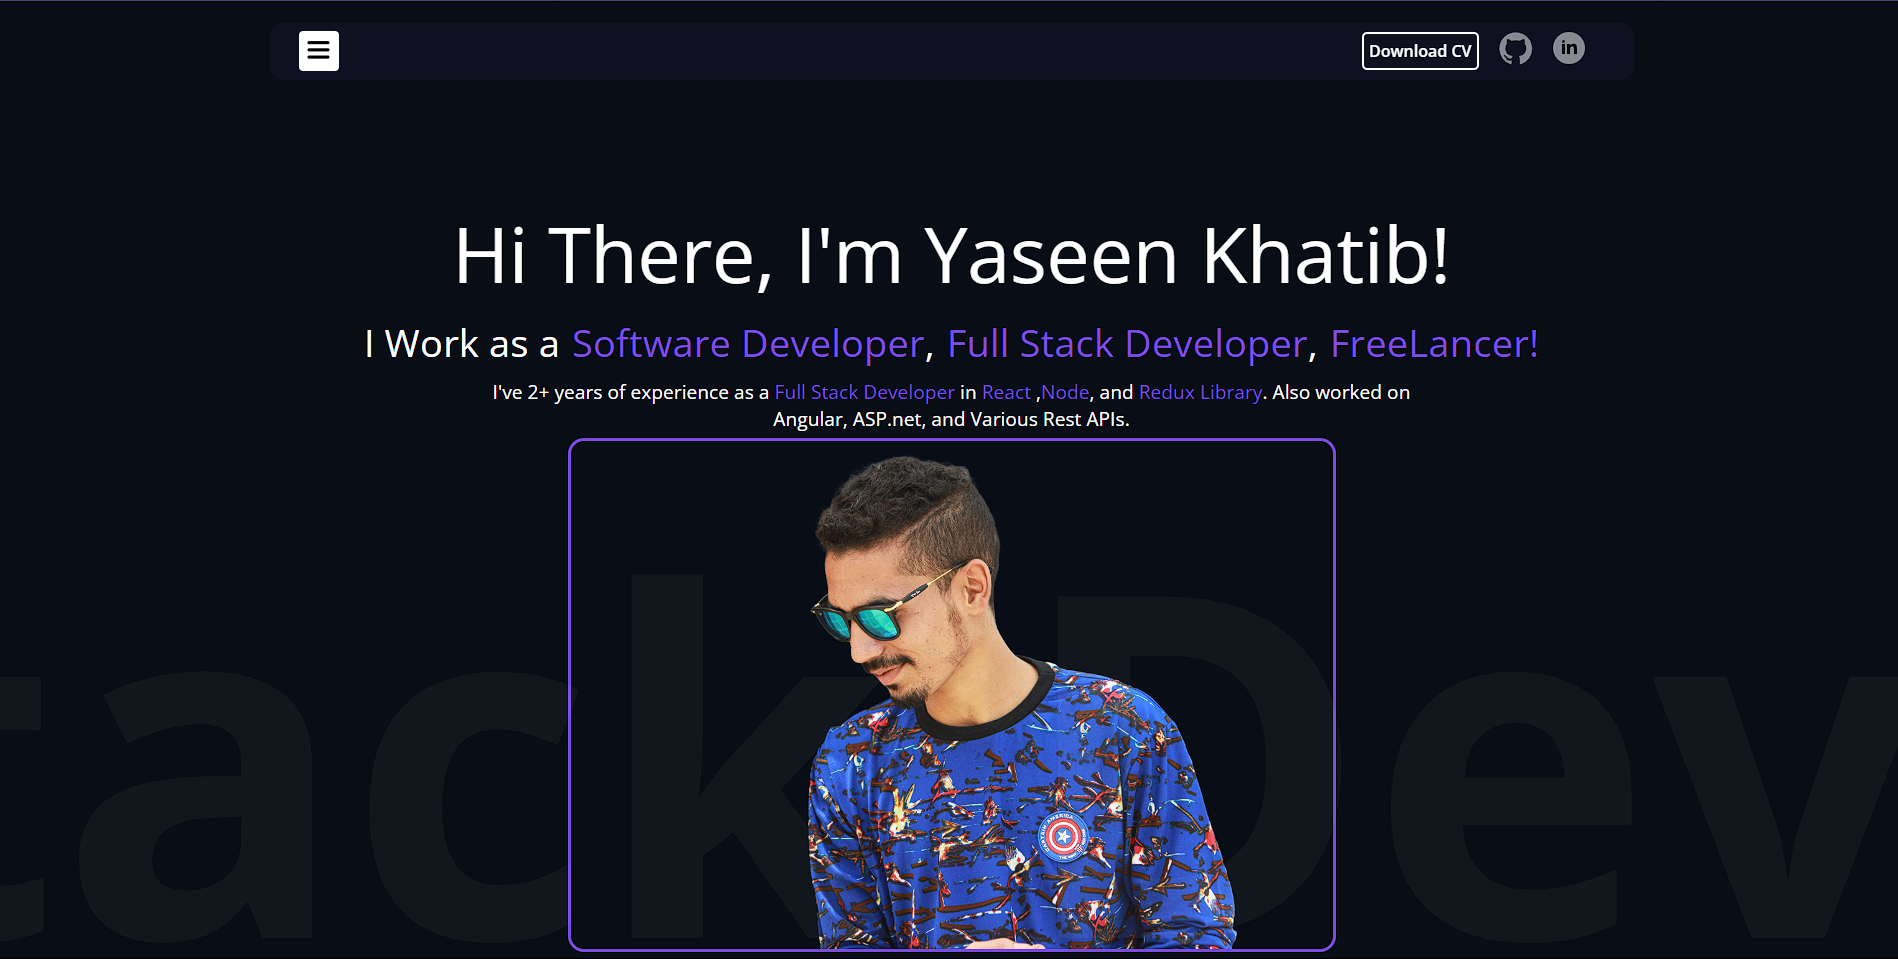 Download CV
in
Hi There, I'm Yaseen Khatib!
I Work as a Software Developer, Full Stack Developer, FreeLancer!
I've 2+ years of experience as a Full Stack Developer in React ,Node, and Redux Library. Also worked on
Angular, ASP.net, and Various Rest APIs.
tack Dev
CAPTAIN AMERICA